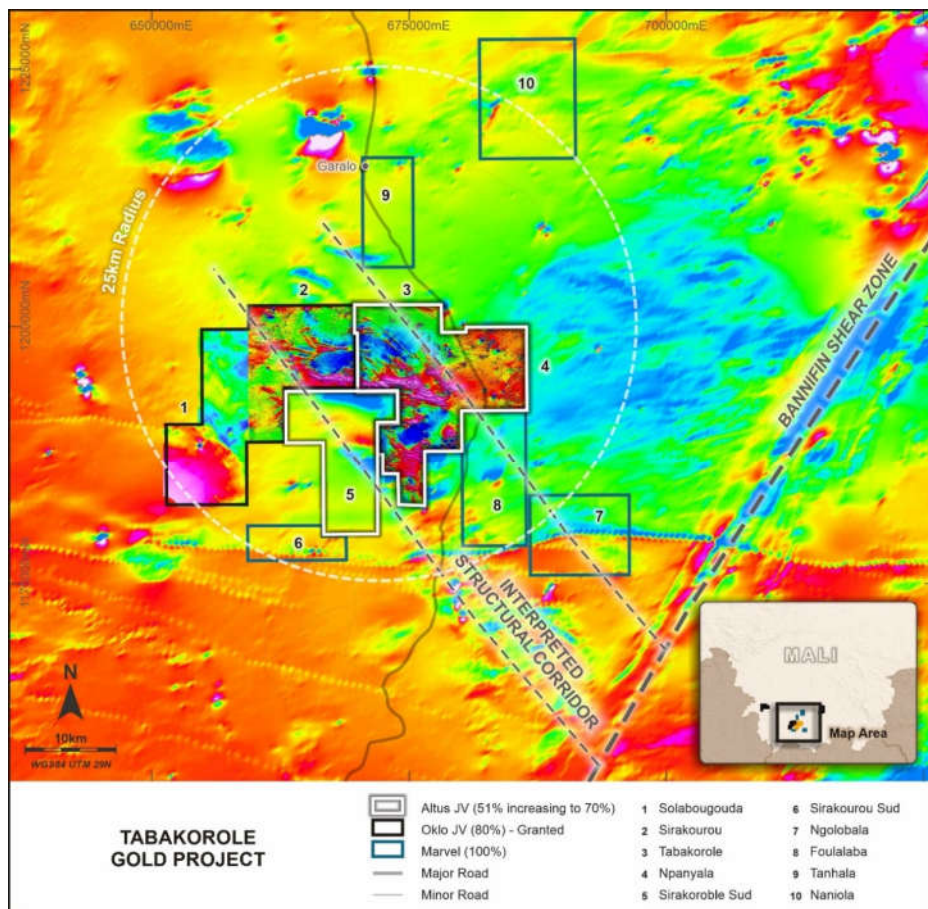 650000mE
675000mE
700000mE
1225000mN
10
Garalo
9
25km Radius
2
3
1200000mN
4
1
BANNIFIN SHEAR ZONE
5
8
7
6
INTERPRETED
STRUCTURAL CORRIDOR
N
10km
WGS84 UTM 29N
MALI
Map Area
TABAKOROLE
GOLD PROJECT
Altus JV (51% increasing to 70%)
Oklo JV (80%) - Granted
Marvel (100%)
Major Road
Minor Road
1 Solabougouda
2 Sirakourou
3 Tabakorole
4 Npanyala
5 Sirakoroble Sud
6 Sirakourou Sud
7 Ngolobala
8 Foulalaba
9 Tanhala
10 Naniola